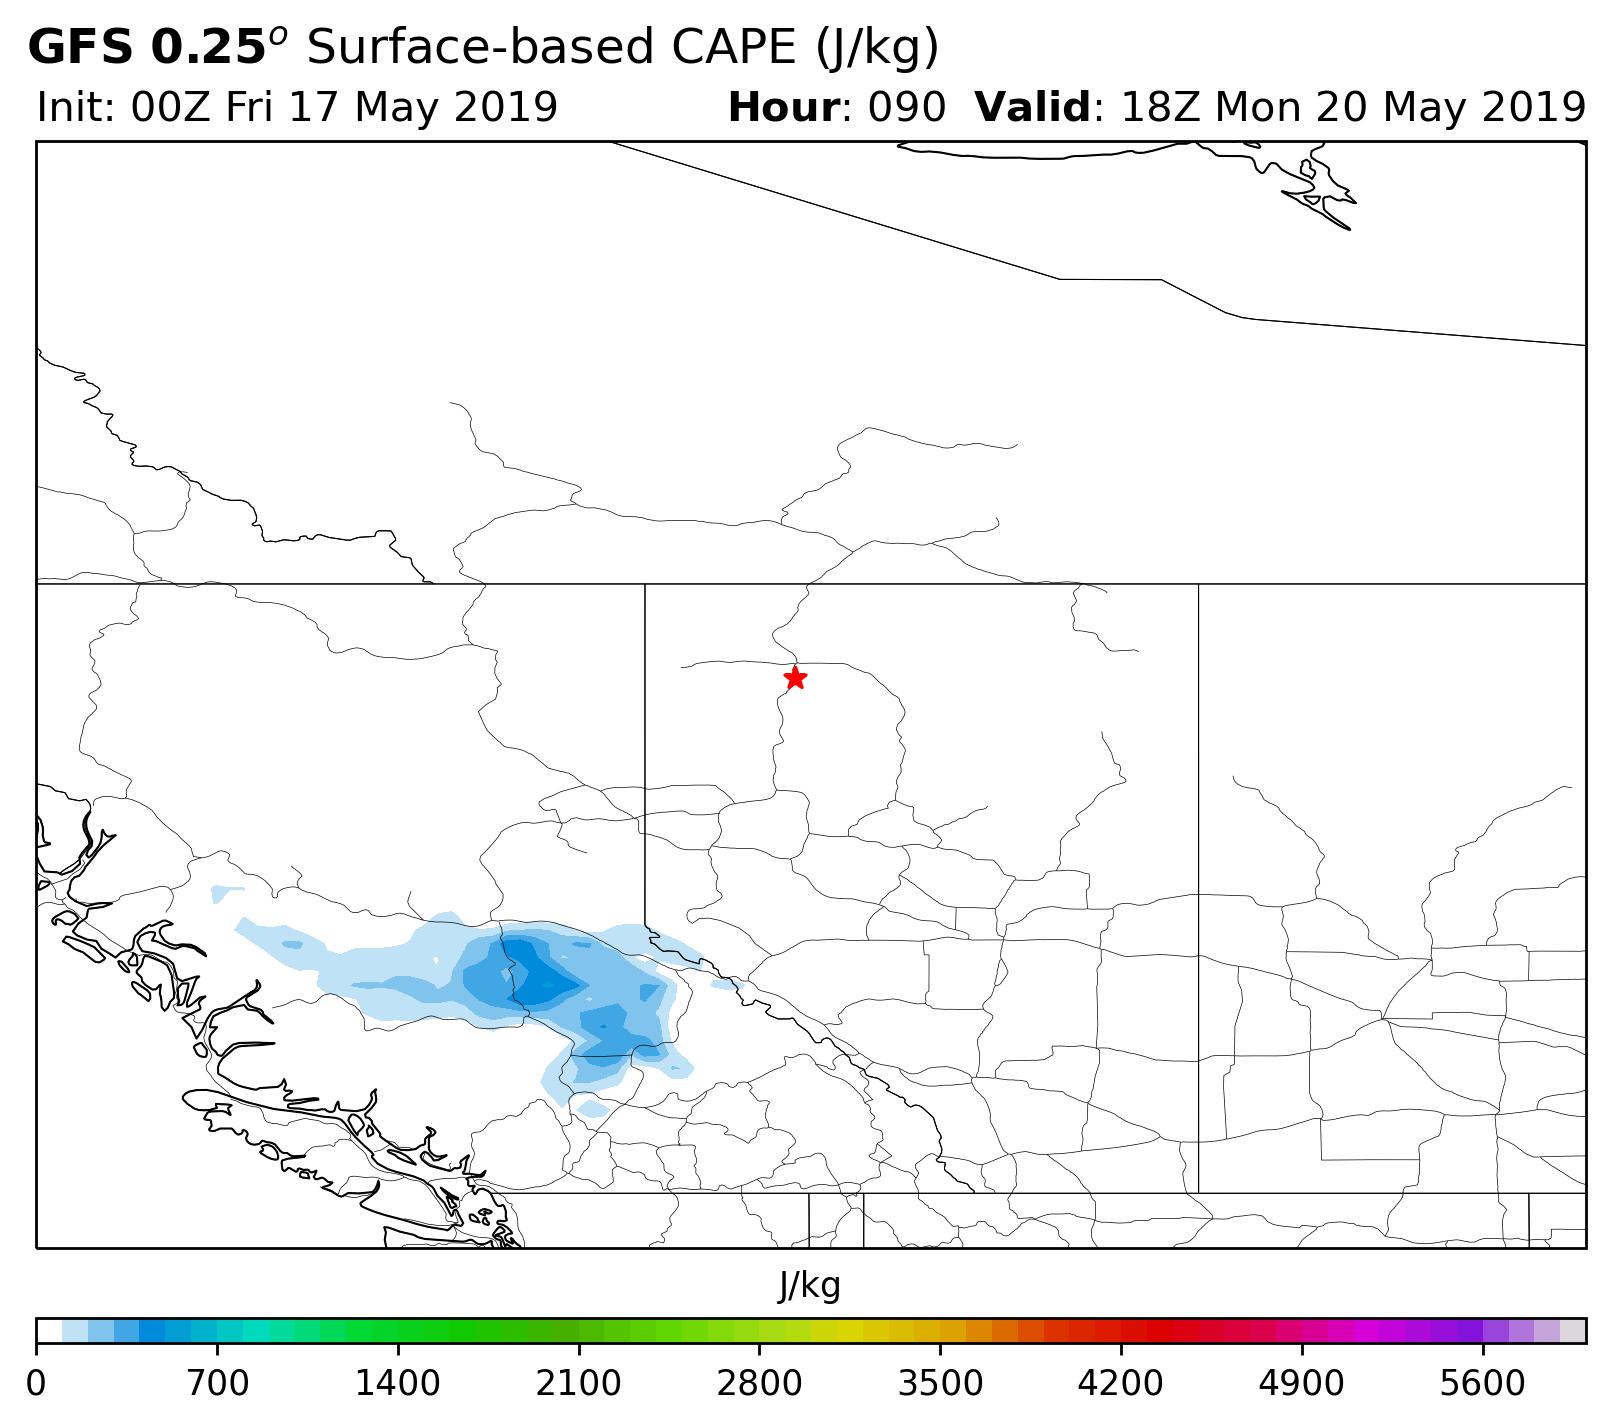 GFS 0.25° Surface-based CAPE (J/kg)
Init: 00Z Fri 17 May 2019 Hour: 090 Valid: 18Z Mon 20 May 2019
J/kg
0 700 1400 2100 2800 3500 4200 4900 5600